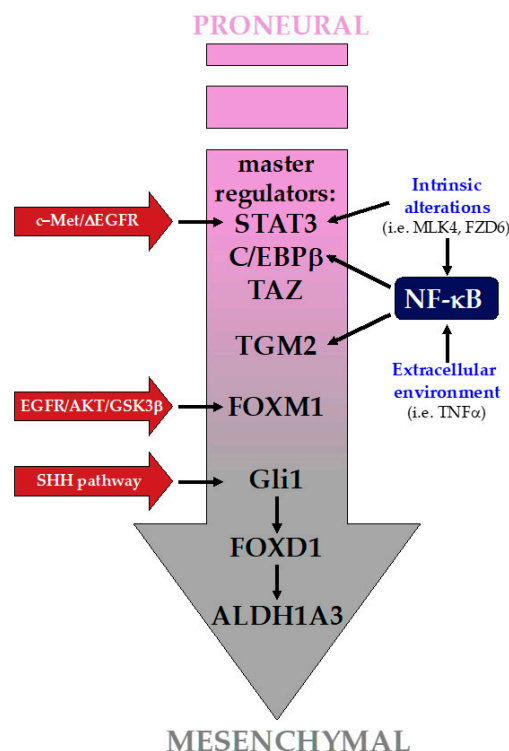 PRONEURAL
master
regulators:
STAT3
C/EBPβ
TAZ
TGM2
FOXM1
Gli1
FOXD1
ALDH1A3
MESENCHYMAL
c-Met/ΔEGFR
EGFR/AKT/GSK3β
SHH pathway
Intrinsic
alterations
(i.e. MLK4, FZD6)
NF-κB
Extracellular
environment
(i.e. TNFα)